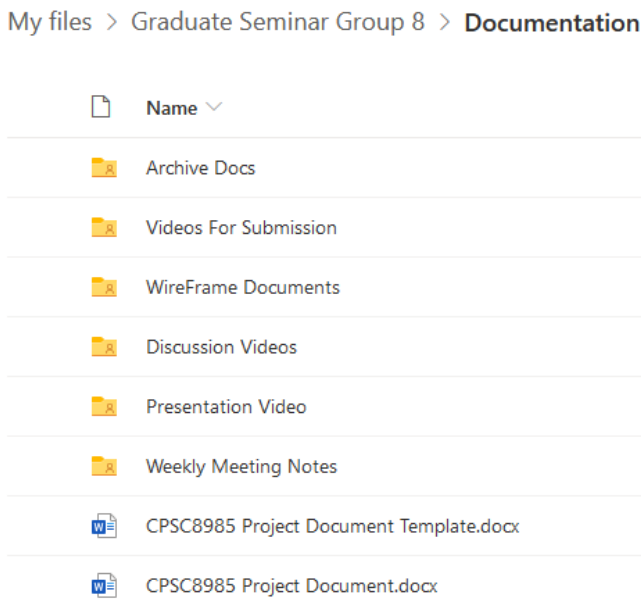 My files > Graduate Seminar Group 8 > Documentation
Name
Archive Docs
Videos For Submission
WireFrame Documents
Discussion Videos
Presentation Video
Weekly Meeting Notes
CPSC8985 Project Document Template.docx
CPSC8985 Project Document.docx